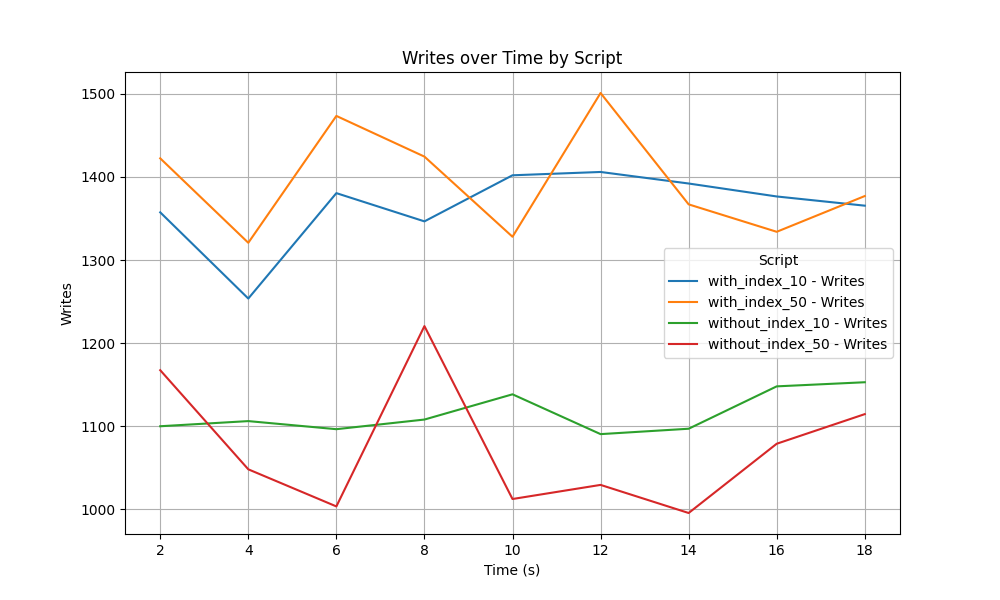 Writes over Time by Script
1500
1400
1300
1200
1100
1000
Writes
Script
with_index_10 - Writes
with_index_50 - Writes
without_index_10 - Writes
without_index_50 - Writes
2 4 6 8 10 12 14 16 18
Time (s)